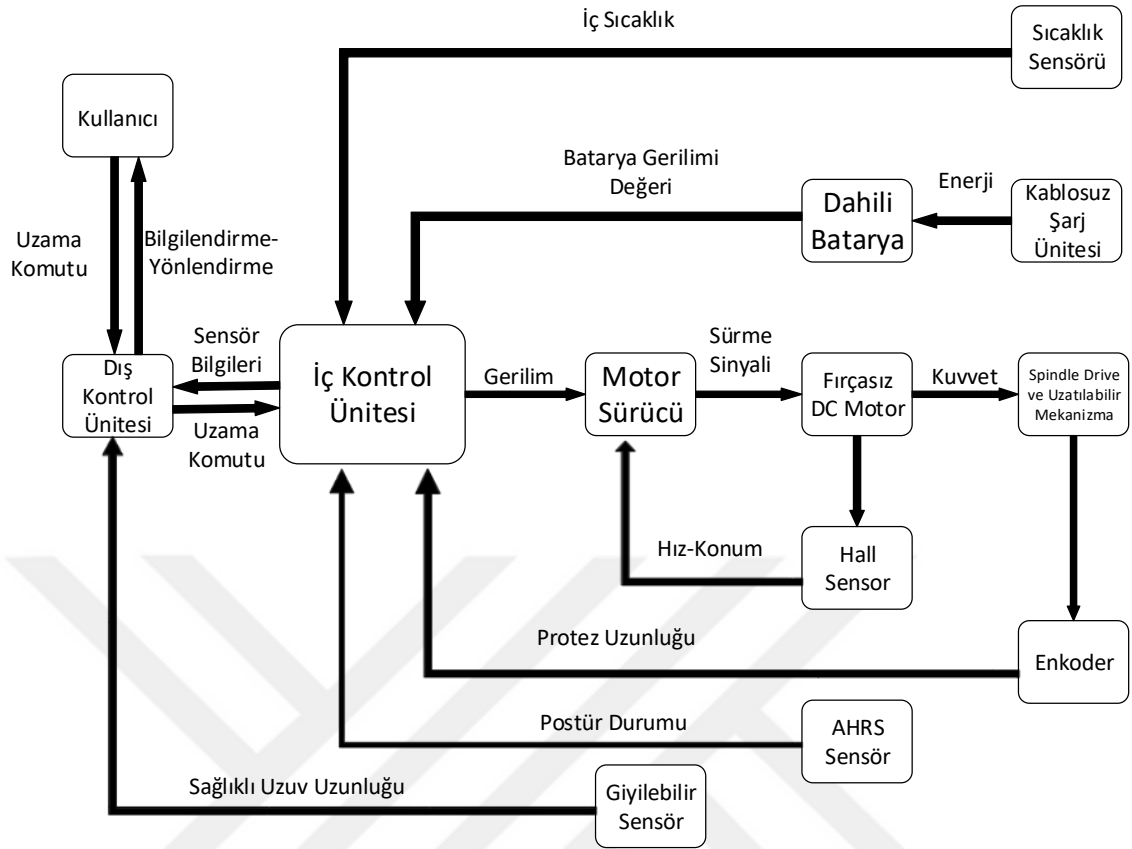 İç Sıcaklık
Sıcaklık
Sensörü
Kullanıcı
Batarya Gerilimi
Değeri
Dahili
Batarya
Enerji
Kablosuz
Şarj
Ünitesi
Uzama
Komutu
Bilgilendirme-
Yönlendirme
Dış
Kontrol
Ünitesi
Sensör
Bilgileri
Uzama
Komutu
İç Kontrol
Ünitesi
Gerilim
Motor
Sürücü
Sürme
Sinyali
Fırçasız
DC Motor
Kuvvet
Spindle Drive
ve Uzatılabilir
Mekanizma
Hız-Konum
Hall
Sensor
Protez Uzunluğu
Enkoder
Postür Durumu
AHRS
Sensör
Sağlıklı Uzuv Uzunluğu
Giyilebilir
Sensör